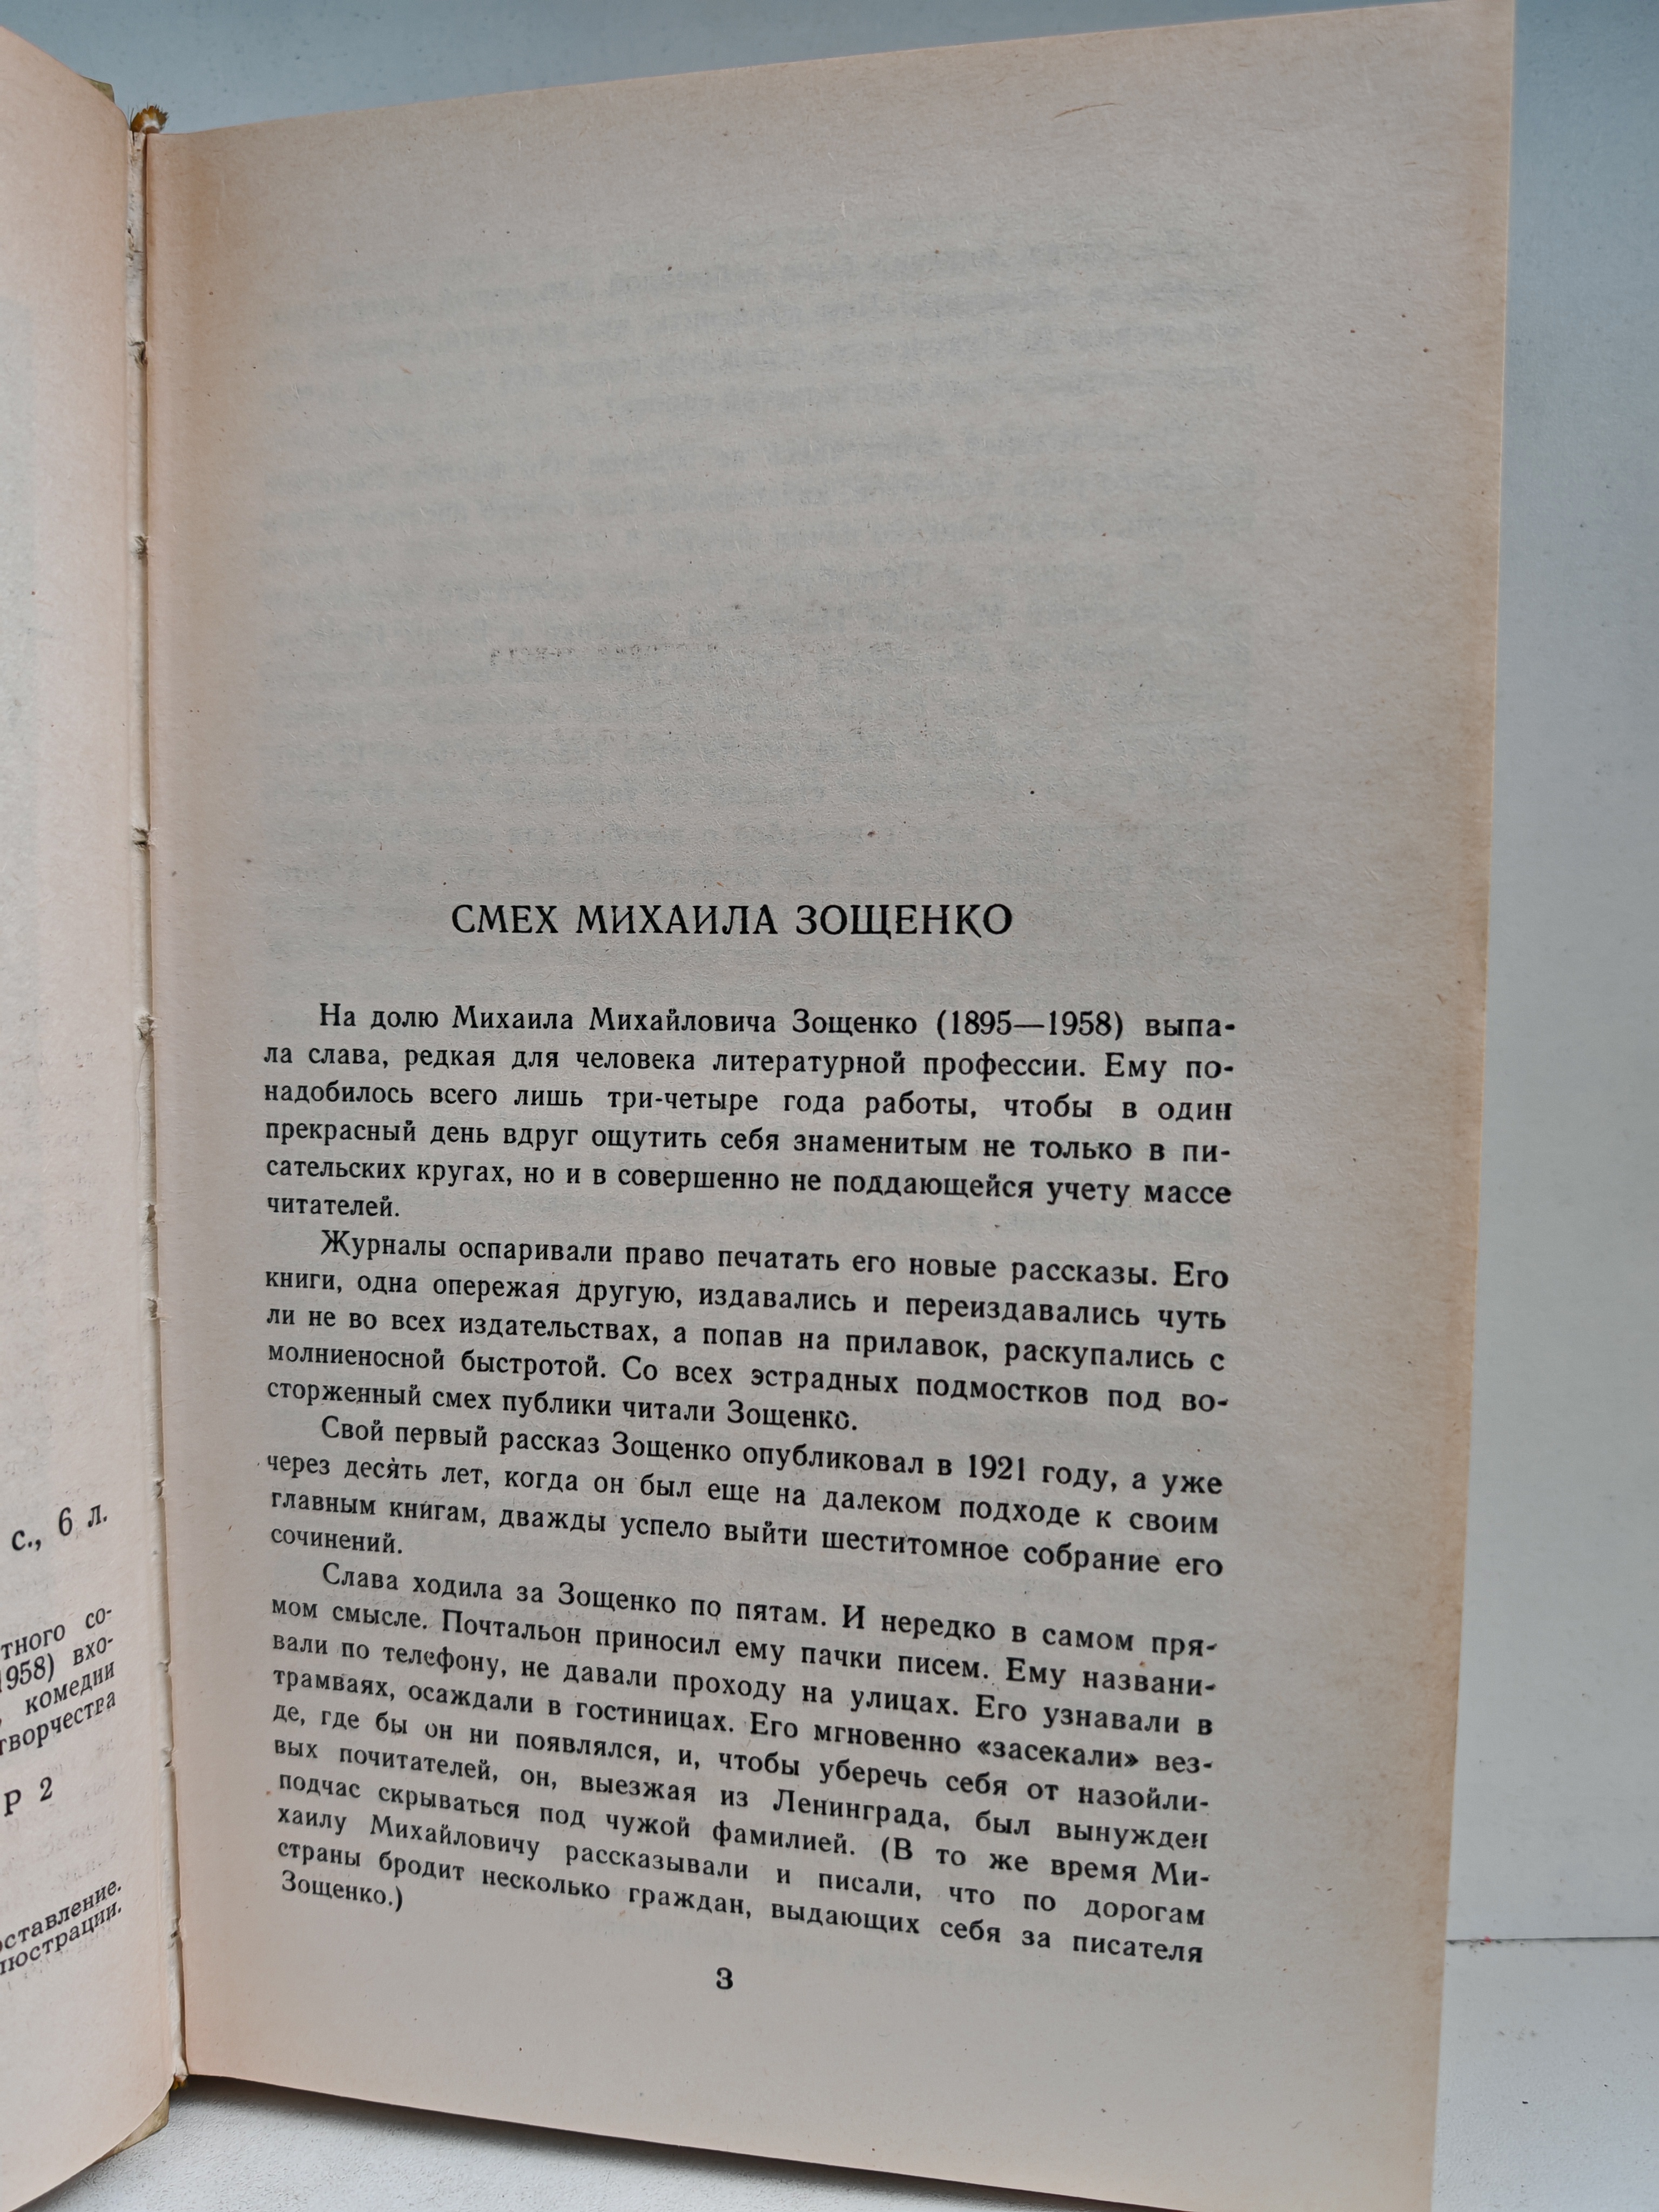 с., 6 л.
тного со-
1958) вхо-
, комедии
творчества
Р 2
СМЕХ МИХАИЛА ЗОЩЕНКО
На долю Михаила Михайловича Зощенко (1895—1958) выпа-
ла слава, редкая для человека литературной профессии. Ему по-
надобилось всего лишь три-четыре года работы, чтобы в один
прекрасный день вдруг ощутить себя знаменитым не только в пи-
сательских кругах, но и в совершенно не поддающейся учету массе
читателей.
Журналы оспаривали право печатать его новые рассказы. Его
книги, одна опережая другую, издавались и переиздавались чуть
ли не во всех издательствах, а попав на прилавок, раскупались с
молниеносной быстротой. Со всех эстрадных подмостков под во-
сторженный смех публики читали Зощенко.
Свой первый рассказ Зощенко опубликовал в 1921 году, а уже
через десять лет, когда он был еще на далеком подходе к своим
главным книгам, дважды успело выйти шеститомное собрание его
сочинений.
Слава ходила за Зощенко по пятам. И нередко в самом пря-
мом смысле. Почтальон приносил ему пачки писем. Ему названи-
вали по телефону, не давали проходу на улицах. Его узнавали в
трамваях, осаждали в гостиницах. Его мгновенно «засекали» вез-
де, где бы он ни появлялся, и, чтобы уберечь себя от назойли-
вых почитателей, он, выезжая из Ленинграда, был вынужден
подчас скрываться под чужой фамилией. (В то же время Ми-
хаилу Михайловичу рассказывали и писали, что по дорогам
страны бродит несколько граждан, выдающих себя за писателя
Зощенко.)
3